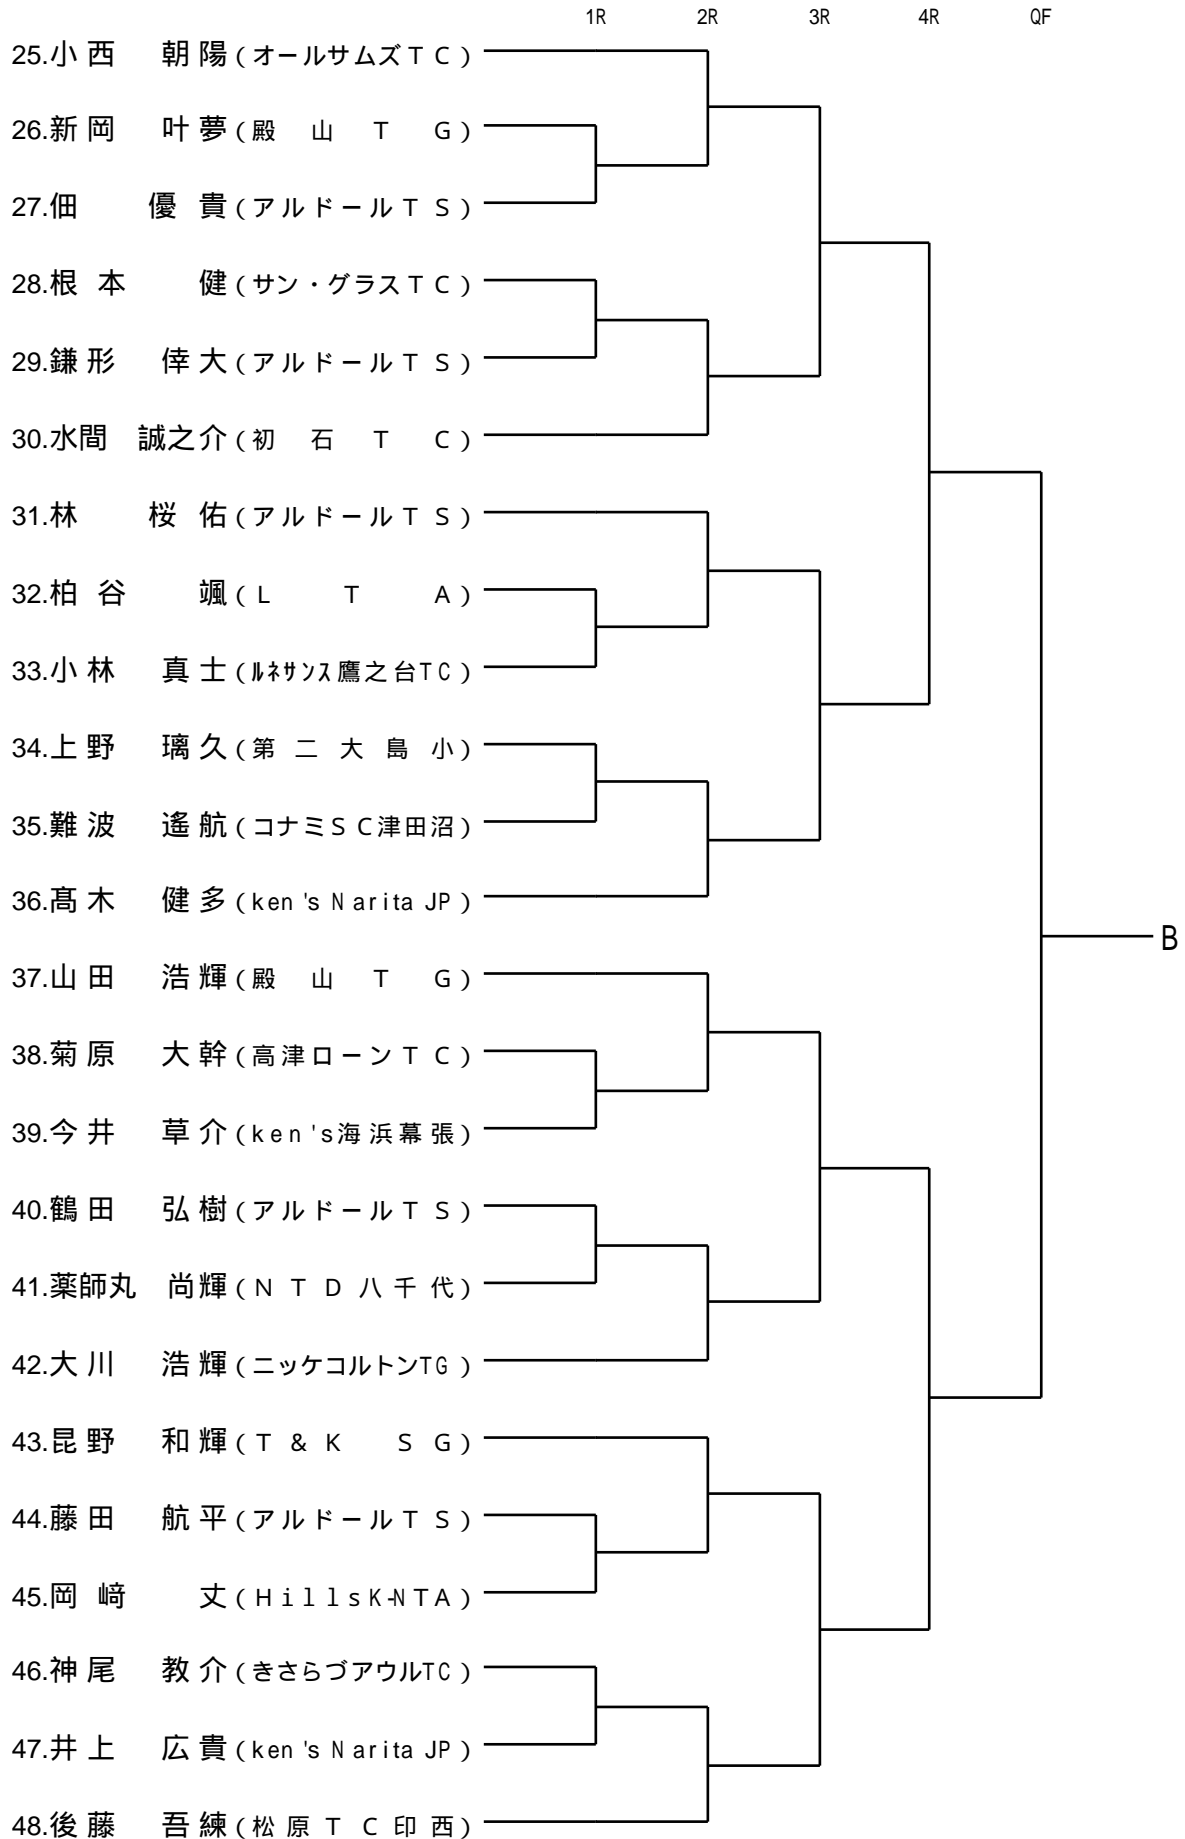 1R 2R 3R 4R QF
25.小西 朝陽(オールサムズTC)
26.新岡 叶夢(殿山TG)
27.佃 優貴(アルドールTS)
28.根本 健(サン・グラスTC)
29.鎌形 倖大(アルドールTS)
30.水間 誠之介(初石TC)
31.林 桜佑(アルドールTS)
32.柏谷 颯(LTA)
33.小林 真士(ﾙﾈｻﾝｽ鷹之台TC)
34.上野 璃久(第二大島小)
35.難波 遙航(コナミSC津田沼)
36.髙木 健多(ken's Narita JP)
B
37.山田 浩輝(殿山TG)
38.菊原 大幹(高津ローンTC)
39.今井 草介(ken's海浜幕張)
40.鶴田 弘樹(アルドールTS)
41.薬師丸 尚輝(NTD八千代)
42.大川 浩輝(ニッケコルトンTG)
43.昆野 和輝(T&K SG)
44.藤田 航平(アルドールTS)
45.岡﨑 丈(HillsK-NTA)
46.神尾 教介(きさらづアウルTC)
47.井上 広貴(ken's Narita JP)
48.後藤 吾練(松原TC印西)